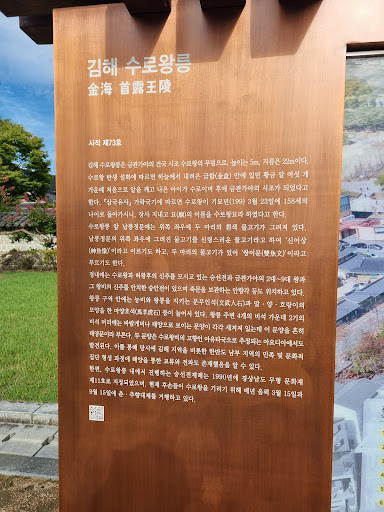 김해 수로왕릉
金海 首露王陵
사적 제73호
김해 수로왕릉은 금관가야의 건국 시조 수로왕의 무덤으로, 높이는 5m, 지름은 22m이다.
수로왕 탄생 설화에 따르면 하늘에서 내려온 금합(金盒) 안에 있던 황금 알 여섯 개
가운데 처음으로 알을 깨고 나온 아이가 수로이며 후에 금관가야의 시조가 되었다고
한다. 『삼국유사』 가락국기에 따르면 수로왕이 기묘년(199) 3월 23일에 158세의
나이로 돌아가시니, 장사 지내고 묘(廟)의 이름을 수로왕묘라 하였다고 한다.
수로왕릉 앞 납릉정문에는 위쪽 좌우에 두 마리의 흰색 물고기가 그려져 있다.
납릉정문의 위쪽 좌우에 그려진 물고기를 신령스러운 물고기라고 하여 '신어상
(神魚像)'이라고 이르기도 하고, 두 마리의 물고기가 있어 '쌍어문(雙魚文)'이라고
부르기도 한다.
경내에는 수로왕과 허왕후의 신주를 모시고 있는 숭선전과 금관가야의 2대~9대 왕과
그 왕비의 신주를 안치한 숭안전이 있으며 축문을 보관하는 안향각 등도 위치하고 있다.
왕릉 구역 안에는 능비와 왕릉을 지키는 문무인석(文武人石)과 말·양·호랑이의
모양을 한 마양호석(馬羊虎石) 등이 늘어서 있다. 왕릉 주변 4개의 비석 가운데 2기의
비석 머리에는 바람개비나 태양으로 보이는 문양이 각각 새겨져 있는데 이 문양을 흔히
태양문이라 부른다. 두 문양은 수로왕비의 고향인 아유타국으로 추정되는 아요디아에서도
발견된다. 이를 통해 당시에 김해 지역을 비롯한 한반도 남부 지역의 민족 및 문화적
집단 형성 과정에 해양을 통한 교류와 전파도 존재했음을 알 수 있다.
한편, 수로왕릉 내에서 진행하는 숭선전제례는 1990년에 경상남도 무형 문화재
제11호로 지정되었으며, 현재 후손들이 수로왕을 기리기 위해 매년 음력 3월 15일과
9월 15일에 춘·추향대제를 거행하고 있다.